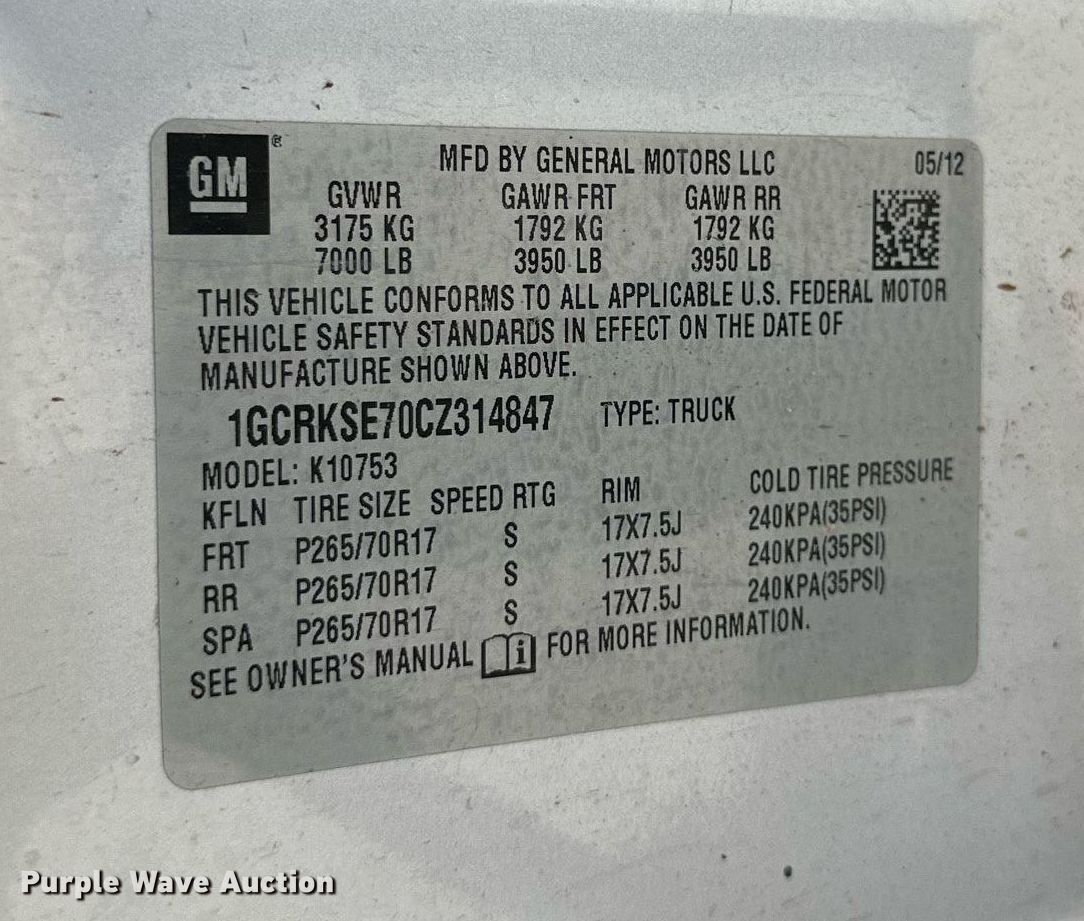 GM ®
MFD BY GENERAL MOTORS LLC 05/12
GVWR GAWR FRT GAWR RR
3175 KG 1792 KG 1792 KG
7000 LB 3950 LB 3950 LB
THIS VEHICLE CONFORMS TO ALL APPLICABLE U.S. FEDERAL MOTOR
VEHICLE SAFETY STANDARDS IN EFFECT ON THE DATE OF
MANUFACTURE SHOWN ABOVE.
1GCRKSE70CZ314847 TYPE: TRUCK
MODEL: K10753
KFLN TIRE SIZE SPEED RTG RIM COLD TIRE PRESSURE
FRT P265/70R17 S 17X7.5J 240KPA(35PSI)
RR P265/70R17 S 17X7.5J 240KPA(35PSI)
SPA P265/70R17 S 17X7.5J 240KPA(35PSI)
SEE OWNER'S MANUAL i FOR MORE INFORMATION.
Purple Wave Auction